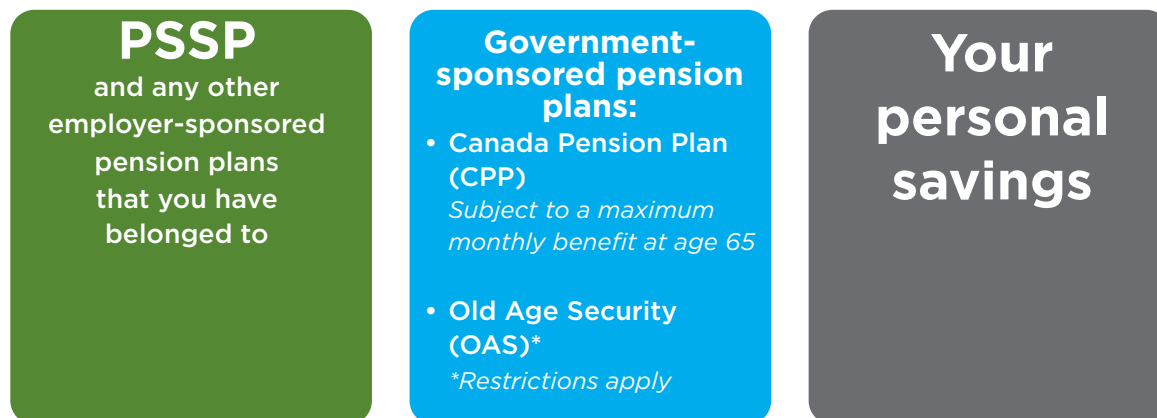 PSSP
and any other
employer-sponsored
pension plans
that you have
belonged to
Government-
sponsored pension
plans:
• Canada Pension Plan
(CPP)
Subject to a maximum
monthly benefit at age 65
• Old Age Security
(OAS)*
*Restrictions apply
Your
personal
savings